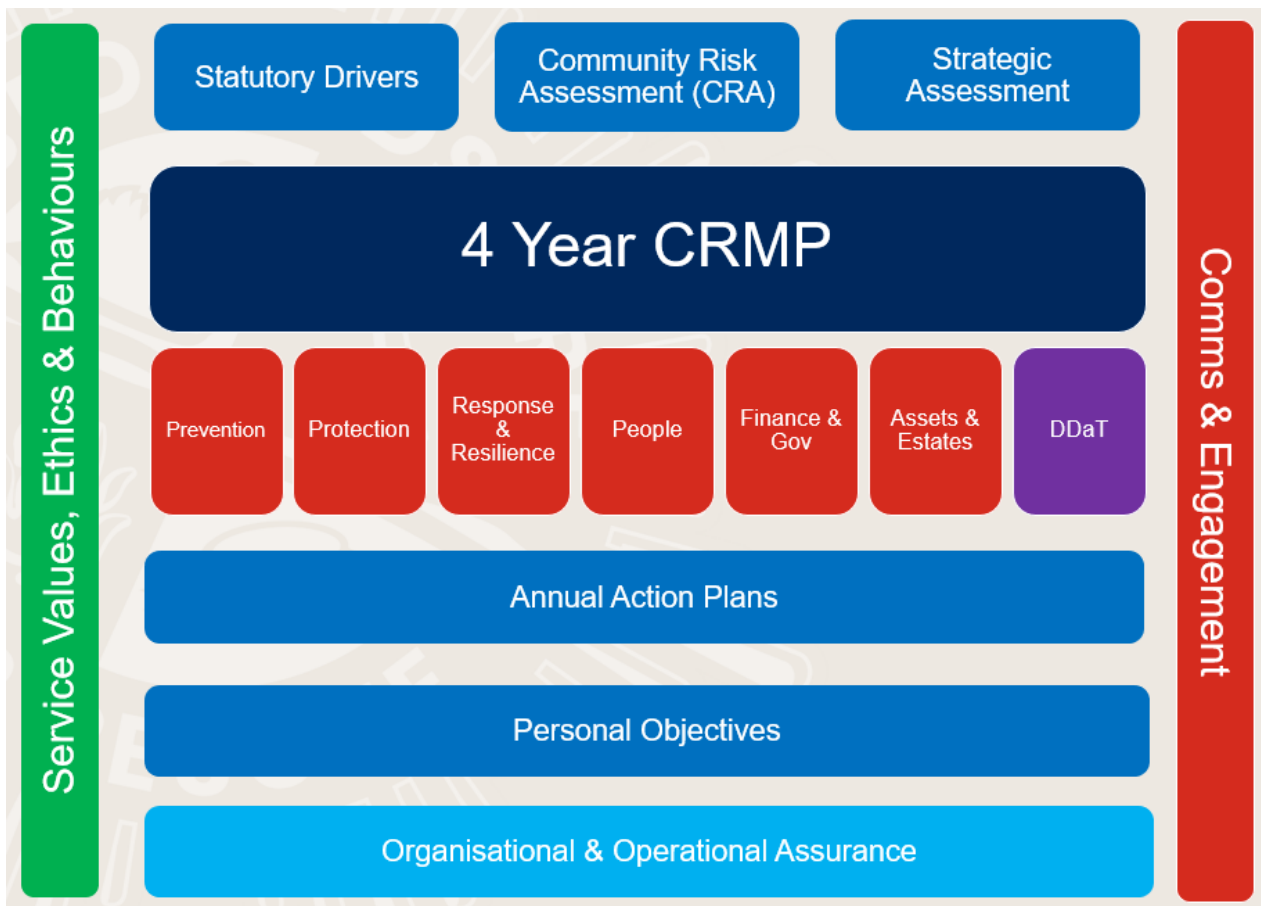 Service Values, Ethics & Behaviours
Statutory Drivers
Community Risk
Assessment (CRA)
Strategic
Assessment
4 Year CRMP
Prevention
Protection
Response
&
Resilience
People
Finance &
Gov
Assets &
Estates
DDaT
Annual Action Plans
Personal Objectives
Organisational & Operational Assurance
Comms & Engagement